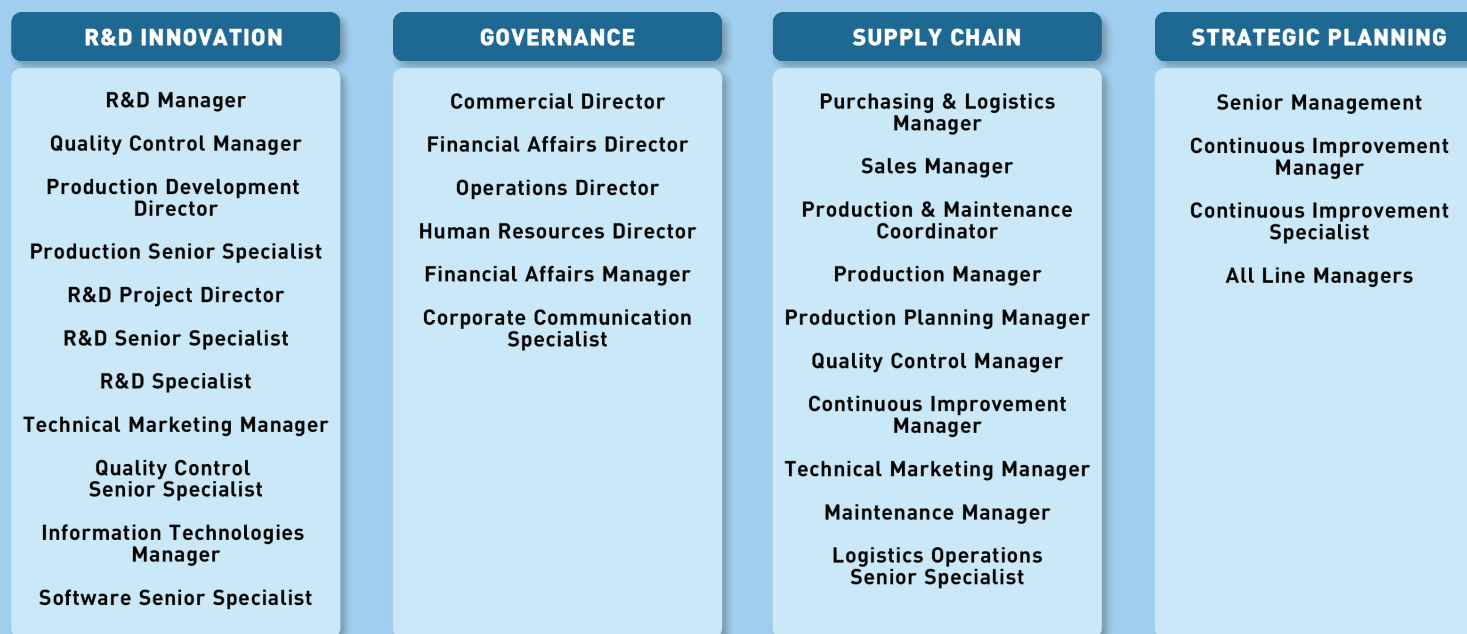 R&D INNOVATION
R&D Manager
Quality Control Manager
Production Development
Director
Production Senior Specialist
R&D Project Director
R&D Senior Specialist
R&D Specialist
Technical Marketing Manager
Quality Control
Senior Specialist
Information Technologies
Manager
Software Senior Specialist
GOVERNANCE
Commercial Director
Financial Affairs Director
Operations Director
Human Resources Director
Financial Affairs Manager
Corporate Communication
Specialist
SUPPLY CHAIN
Purchasing & Logistics
Manager
Sales Manager
Production & Maintenance
Coordinator
Production Manager
Production Planning Manager
Quality Control Manager
Continuous Improvement
Manager
Technical Marketing Manager
Maintenance Manager
Logistics Operations
Senior Specialist
STRATEGIC PLANNING
Senior Management
Continuous Improvement
Manager
Continuous Improvement
Specialist
All Line Managers